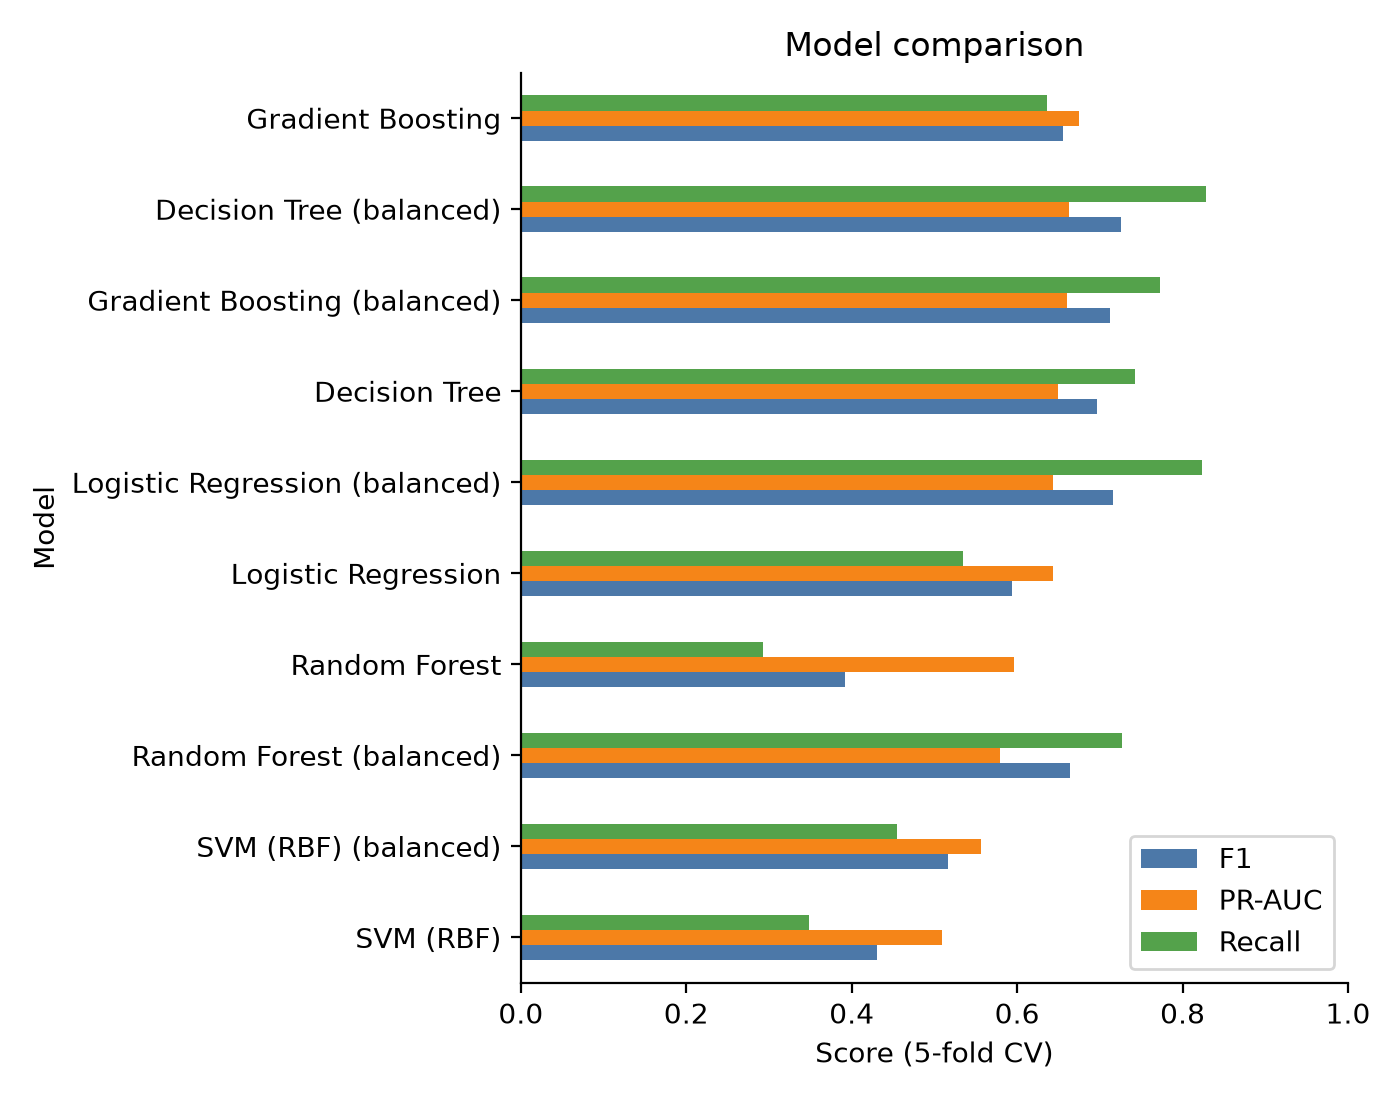 Model comparison
Gradient Boosting
Decision Tree (balanced)
Gradient Boosting (balanced)
Decision Tree
Logistic Regression (balanced)
Logistic Regression
Random Forest
Random Forest (balanced)
SVM (RBF) (balanced)
SVM (RBF)
Model
F1
PR-AUC
Recall
0.0 0.2 0.4 0.6 0.8 1.0
Score (5-fold CV)